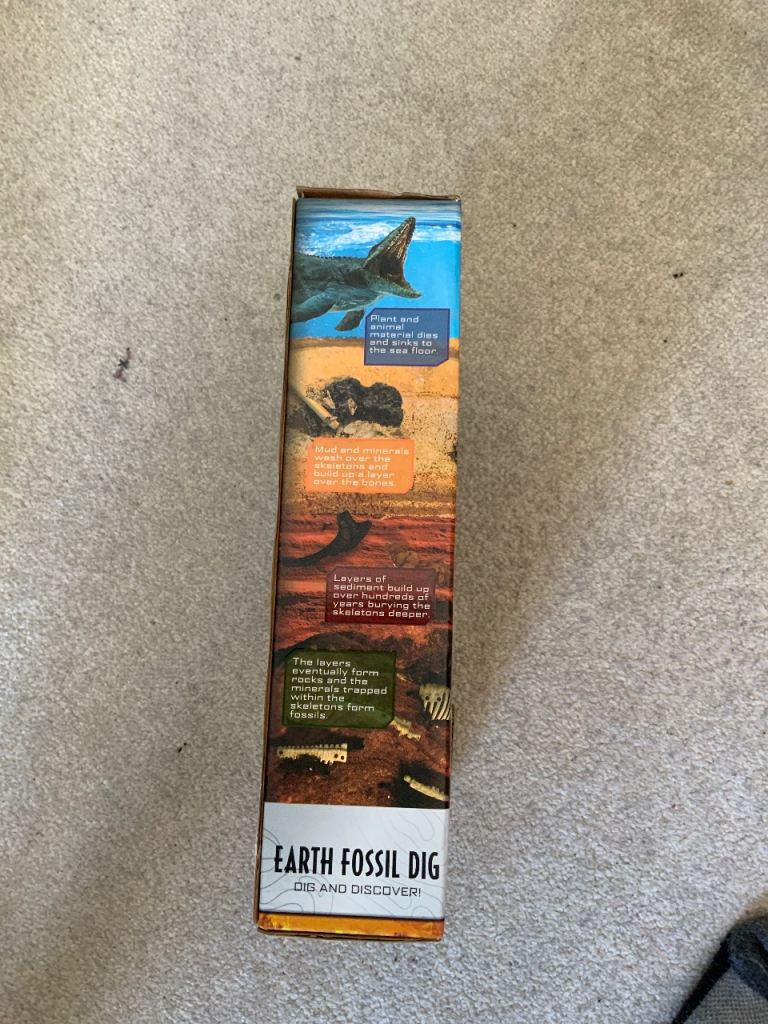 Plant and
animal
material dies
and sinks to
the sea floor.
Mud and minerals
wash over the
skeletons and
build up a layer
over the bones.
Layers of
sediment build up
over hundreds of
years burying the
skeletons deeper.
The layers
eventually form
rocks and the
minerals trapped
within the
skeletons form
fossils.
EARTH FOSSIL DIG
DIG AND DISCOVER!